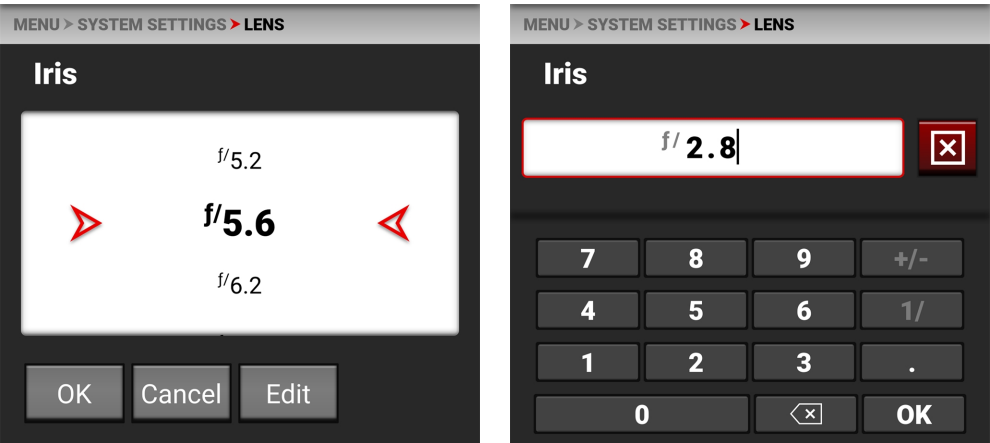 MENU > SYSTEM SETTINGS > LENS
Iris
ƒ/5.2
ƒ/5.6
ƒ/6.2
OK Cancel Edit
MENU > SYSTEM SETTINGS > LENS
Iris
ƒ/2.8
7 8 9 +/-
4 5 6 1/
1 2 3 .
0 OK